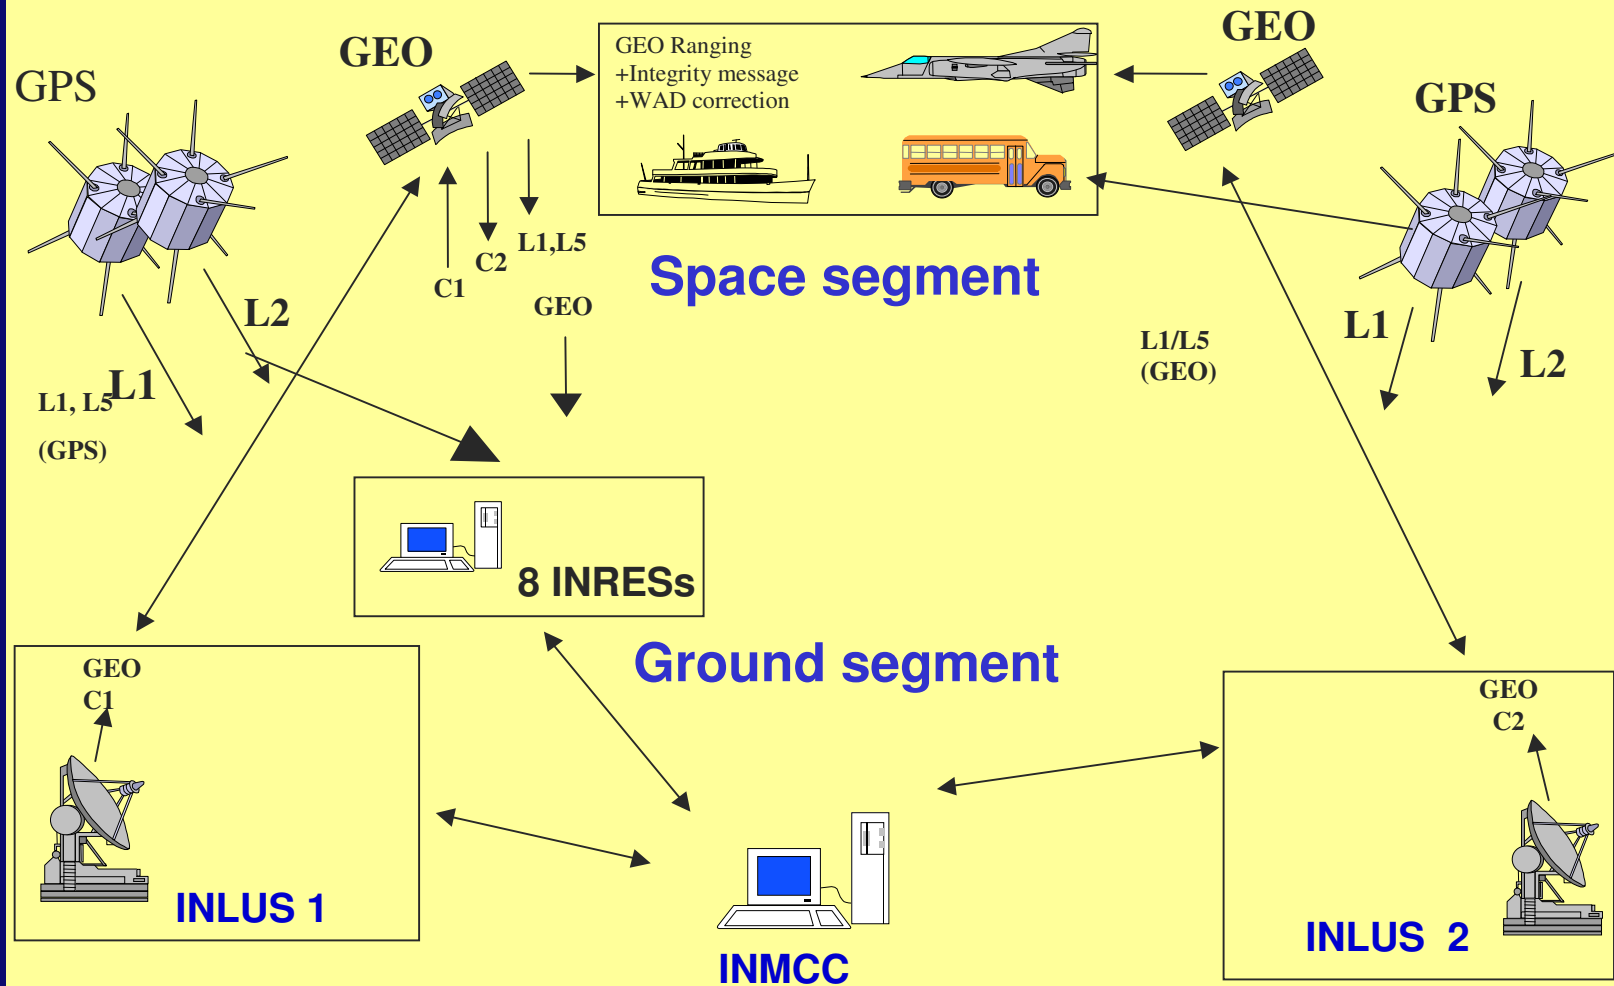 GPS
GEO
GEO Ranging
+Integrity message
+WAD correction
GEO
GPS
C1
C2
L1,L5
GEO
Space segment
L2
L1
L1, L5
(GPS)
L1/L5
(GEO)
L1
L2
8 INRESs
Ground segment
GEO
C1
INLUS 1
INMCC
GEO
C2
INLUS 2